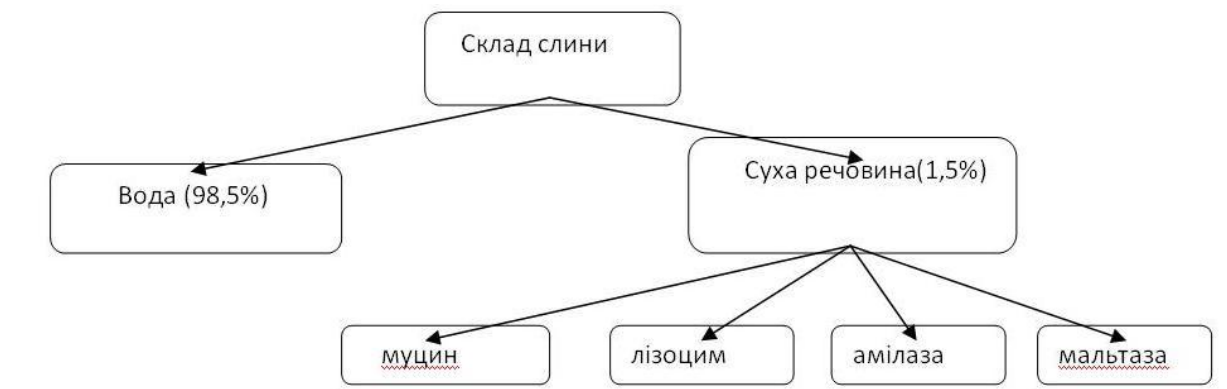 Склад слини
Вода (98,5%)
Суха речовина(1,5%)
муцин
лізоцим
амілаза
мальтаза